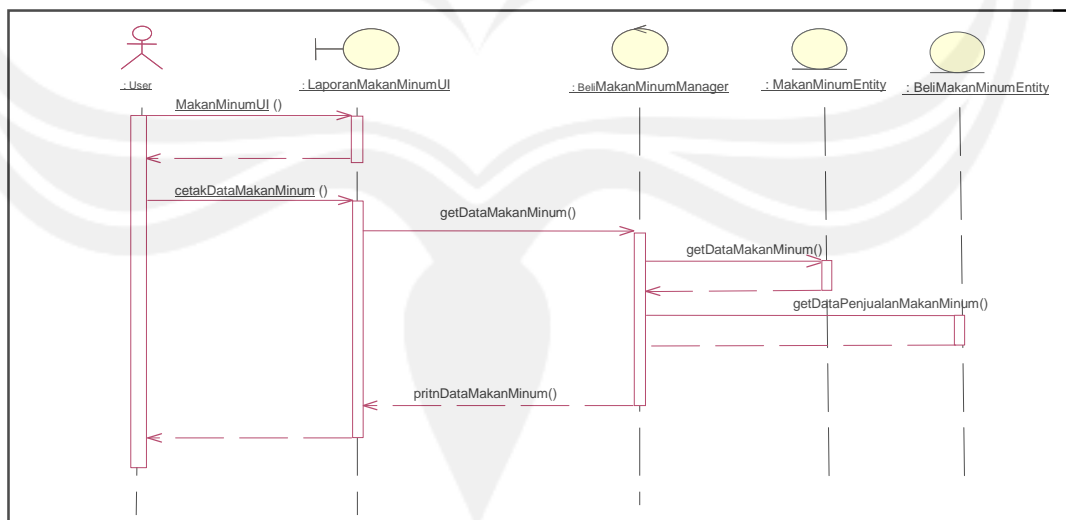 : User
: LaporanMakanMinumUI
: BeliMakanMinumManager
: MakanMinumEntity
: BeliMakanMinumEntity
MakanMinumUI ()
cetakDataMakanMinum ()
getDataMakanMinum()
getDataMakanMinum()
getDataPenjualanMakanMinum()
pritnDataMakanMinum()